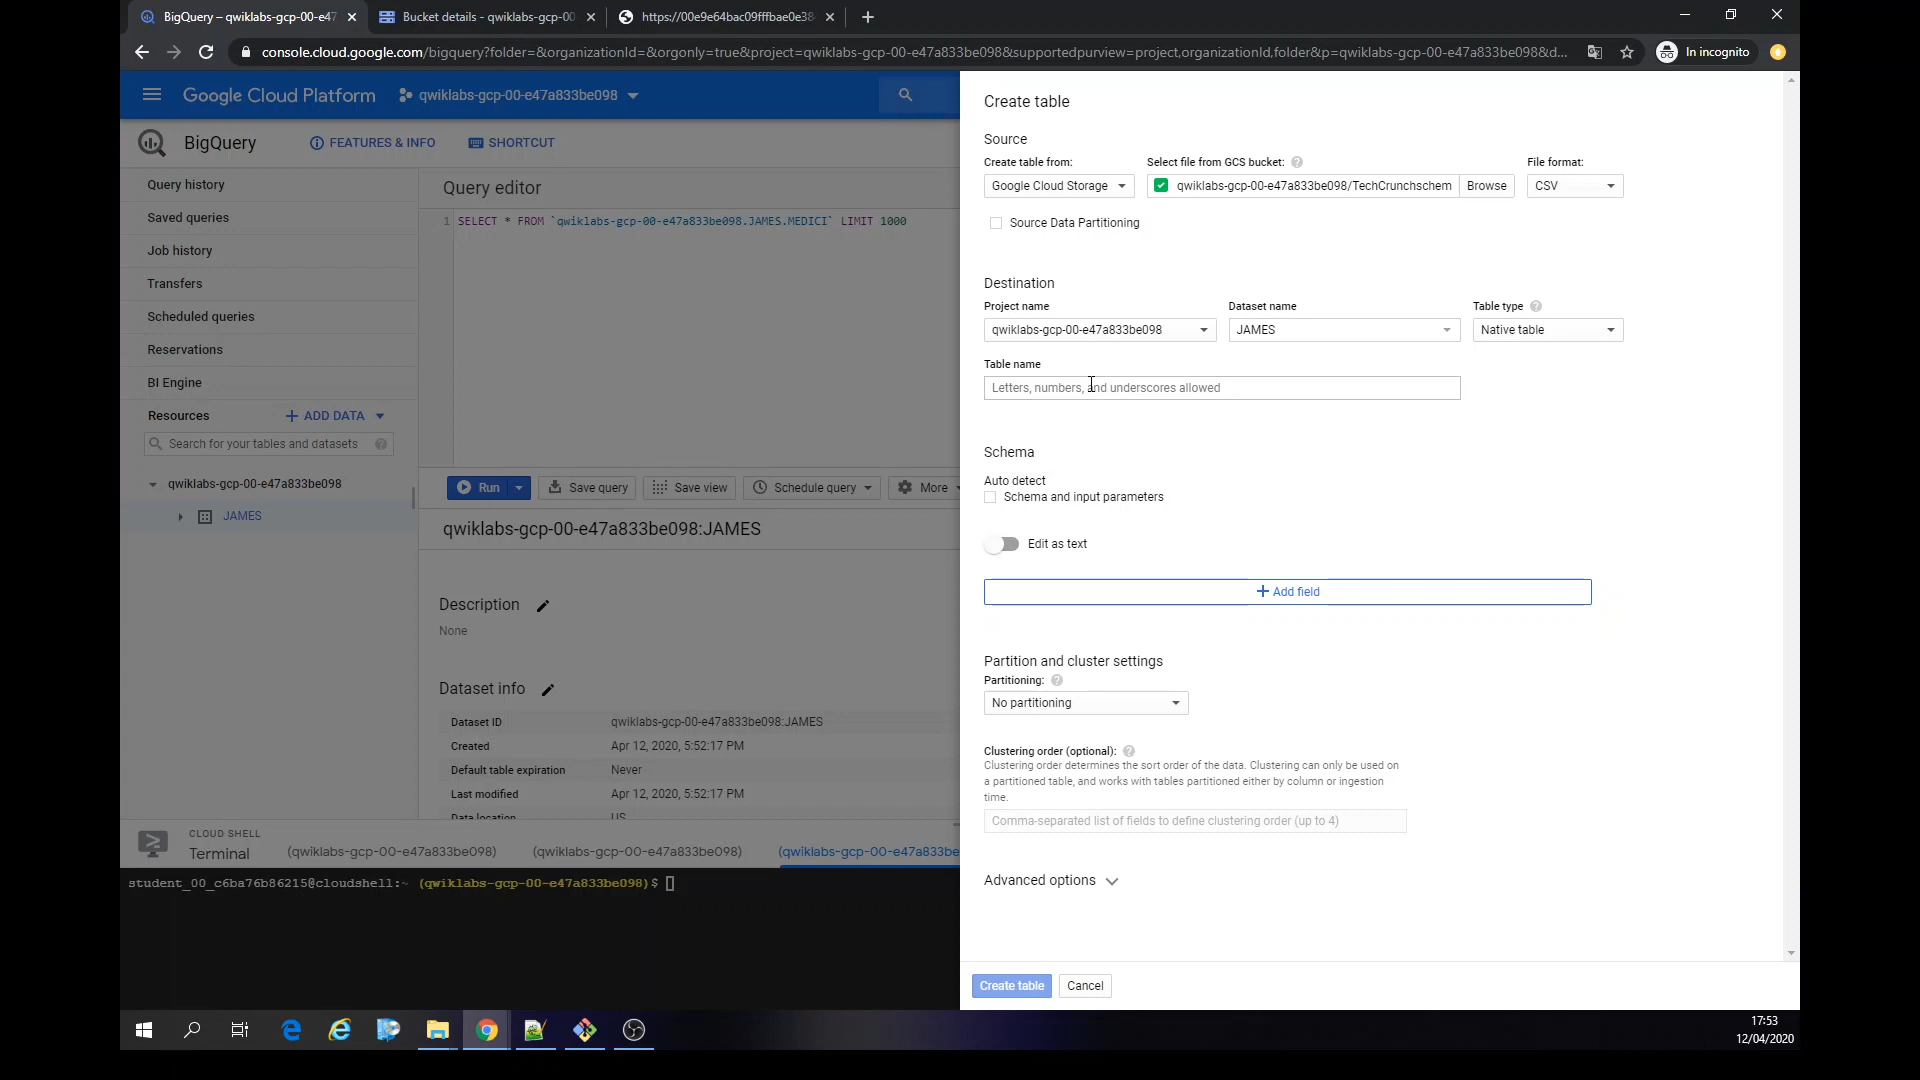 BigQuery – qwiklabs-gcp-00-e47
Bucket details - qwiklabs-gcp-00
https://00e9e64bac09fffbae0e38
console.cloud.google.com/bigquery?folder=&organizationId=&orgonly=true&project=qwiklabs-gcp-00-e47a833be098&supportedpurview=project,organizationId,folder&p=qwiklabs-gcp-00-e47a833be098&d...
In incognito
Google Cloud Platform
qwiklabs-gcp-00-e47a833be098
BigQuery
FEATURES & INFO
SHORTCUT
Query history
Saved queries
Job history
Transfers
Scheduled queries
Reservations
BI Engine
Resources
ADD DATA
Search for your tables and datasets
qwiklabs-gcp-00-e47a833be098
JAMES
Query editor
1 SELECT * FROM `qwiklabs-gcp-00-e47a833be098.JAMES.MEDICI` LIMIT 1000
Run
Save query
Save view
Schedule query
More
qwiklabs-gcp-00-e47a833be098:JAMES
Description
None
Dataset info
Dataset ID qwiklabs-gcp-00-e47a833be098:JAMES
Created Apr 12, 2020, 5:52:17 PM
Default table expiration Never
Last modified Apr 12, 2020, 5:52:17 PM
Data location US
CLOUD SHELL
Terminal
(qwiklabs-gcp-00-e47a833be098)
(qwiklabs-gcp-00-e47a833be098)
(qwiklabs-gcp-00-e47a833be
student_00_c6ba76b86215@cloudshell:~ (qwiklabs-gcp-00-e47a833be098)$
Create table
Source
Create table from: Select file from GCS bucket: File format:
Google Cloud Storage qwiklabs-gcp-00-e47a833be098/TechCrunchschem Browse CSV
Source Data Partitioning
Destination
Project name Dataset name Table type
qwiklabs-gcp-00-e47a833be098 JAMES Native table
Table name
Letters, numbers, and underscores allowed
Schema
Auto detect
Schema and input parameters
Edit as text
Add field
Partition and cluster settings
Partitioning:
No partitioning
Clustering order (optional):
Clustering order determines the sort order of the data. Clustering can only be used on
a partitioned table, and works with tables partitioned either by column or ingestion
time.
Comma-separated list of fields to define clustering order (up to 4)
Advanced options
Create table
Cancel
17:53
12/04/2020